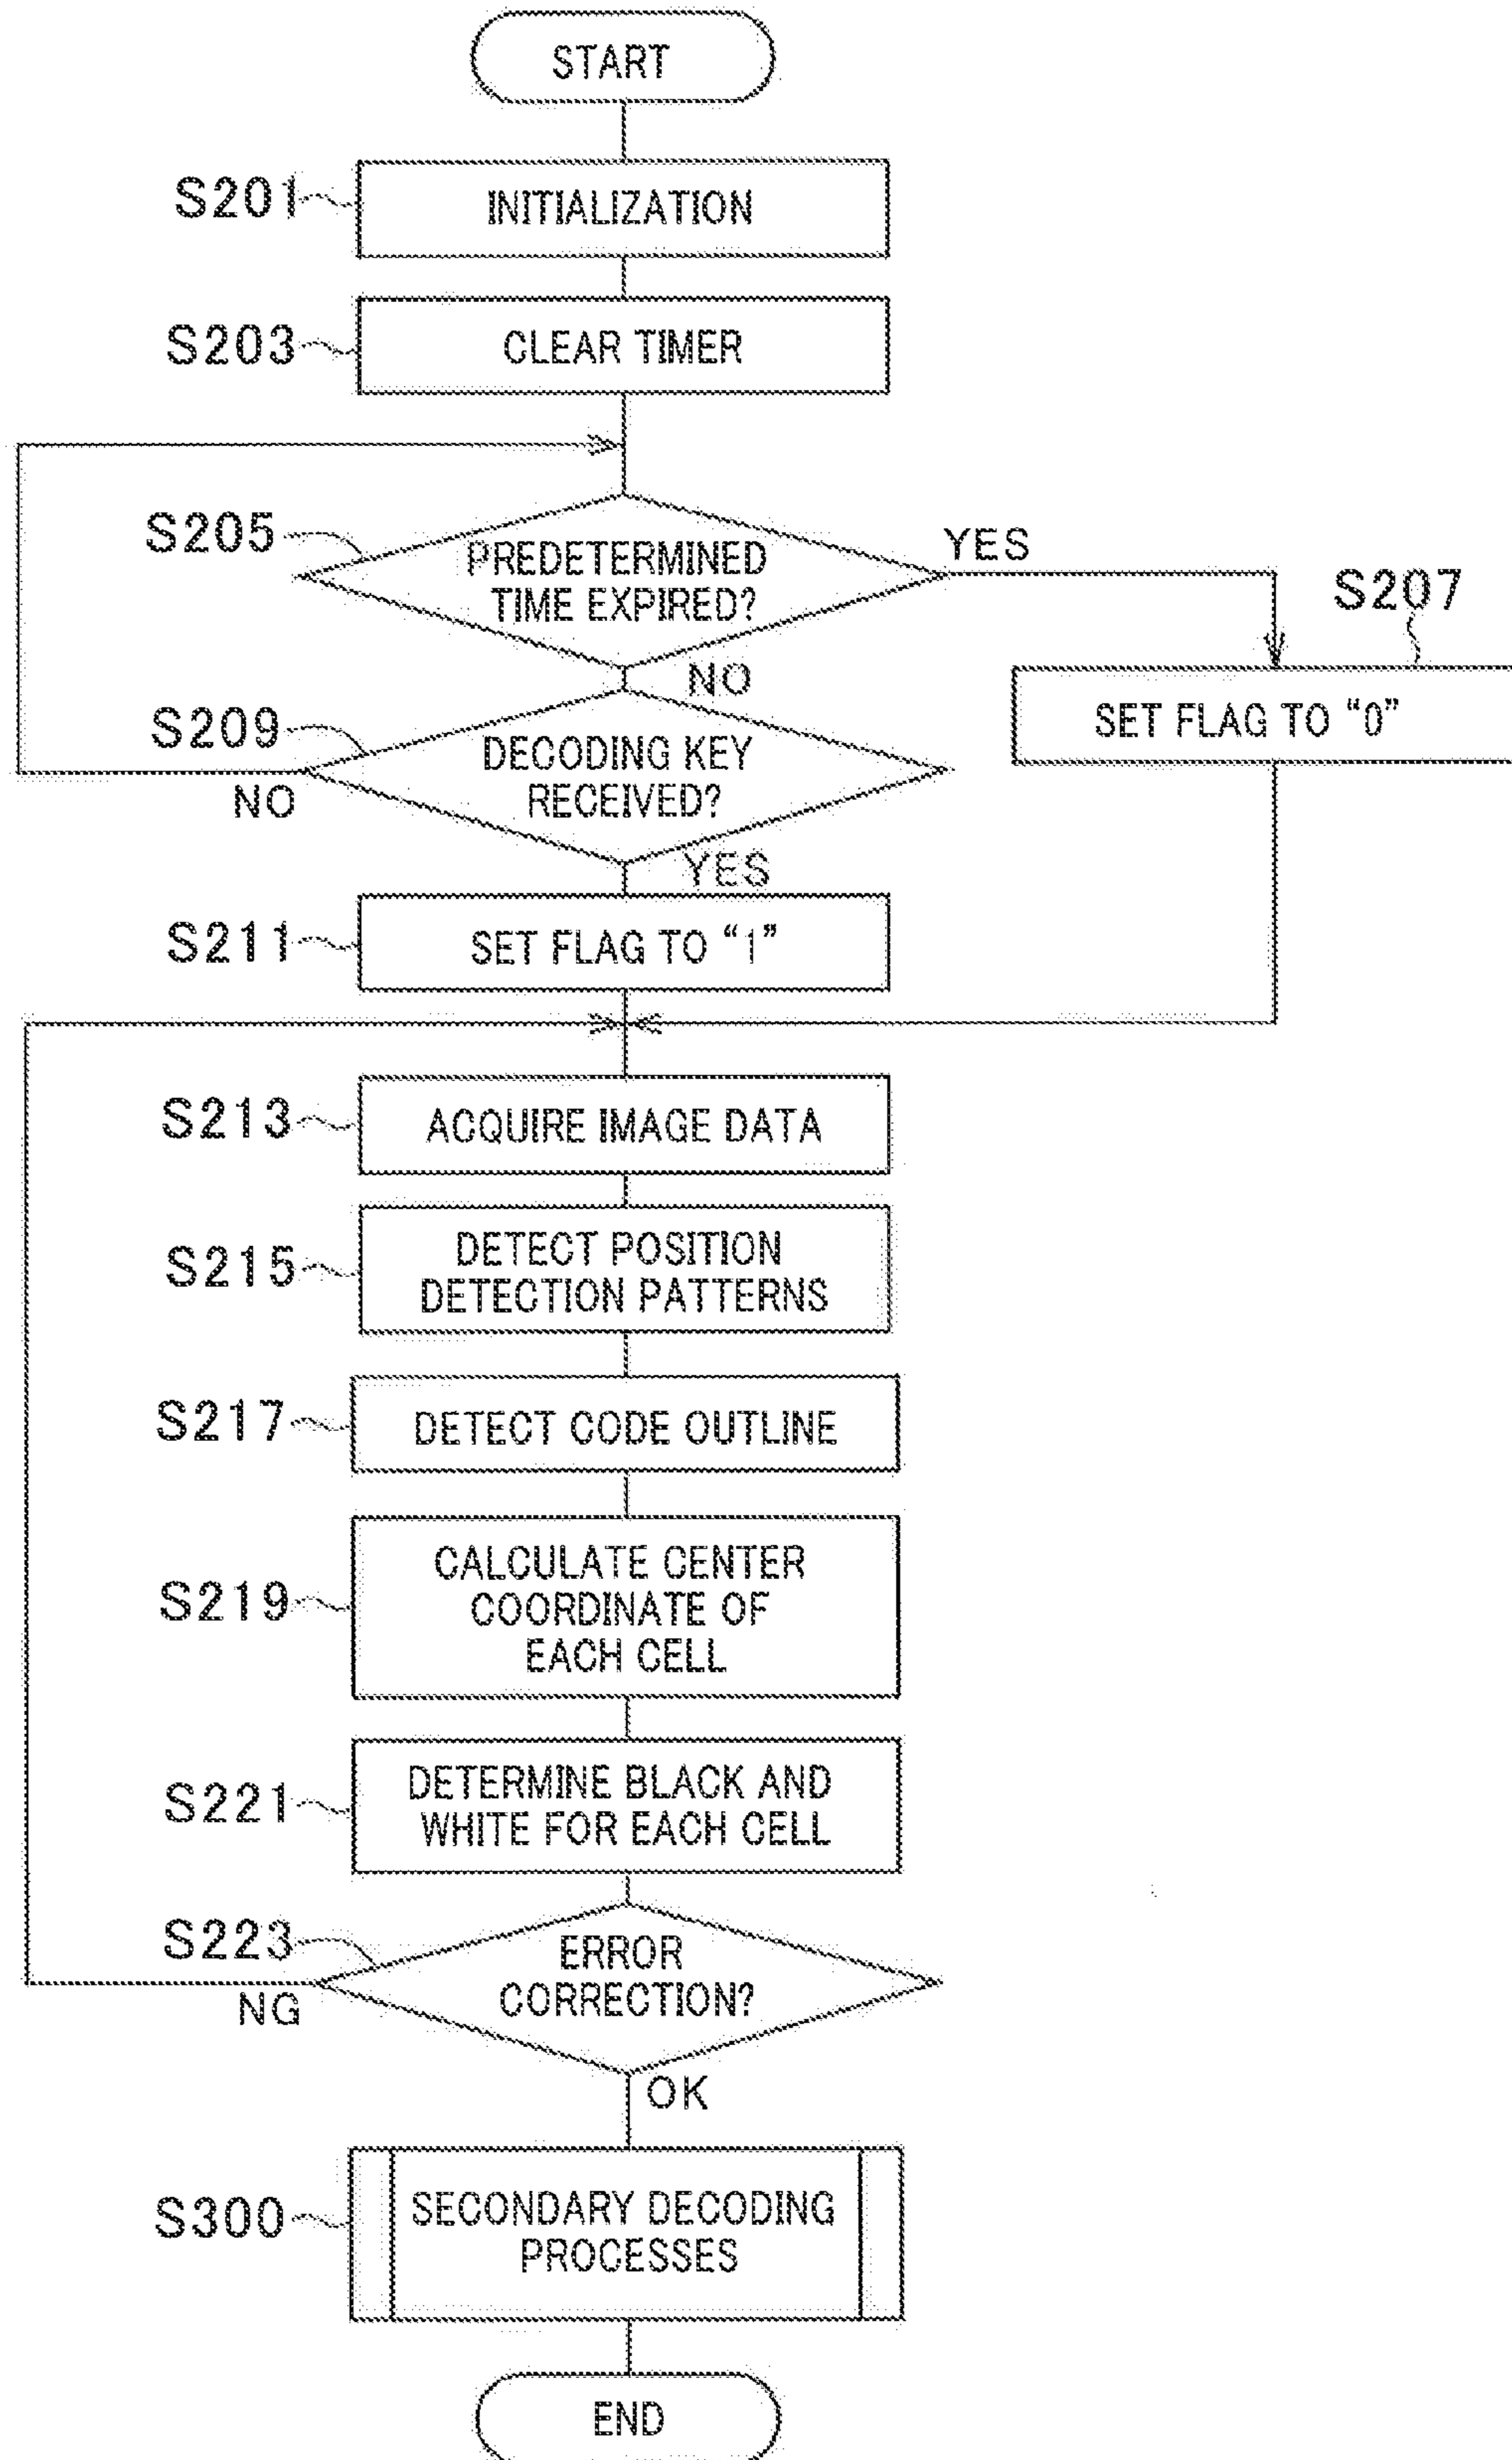 START
S201
INITIALIZATION
S203
CLEAR TIMER
S205
PREDETERMINED
TIME EXPIRED?
YES
S207
SET FLAG TO “0”
NO
S209
DECODING KEY
RECEIVED?
NO
YES
S211
SET FLAG TO “1”
S213
ACQUIRE IMAGE DATA
S215
DETECT POSITION
DETECTION PATTERNS
S217
DETECT CODE OUTLINE
S219
CALCULATE CENTER
COORDINATE OF
EACH CELL
S221
DETERMINE BLACK AND
WHITE FOR EACH CELL
S223
ERROR
CORRECTION?
NG
OK
S300
SECONDARY DECODING
PROCESSES
END